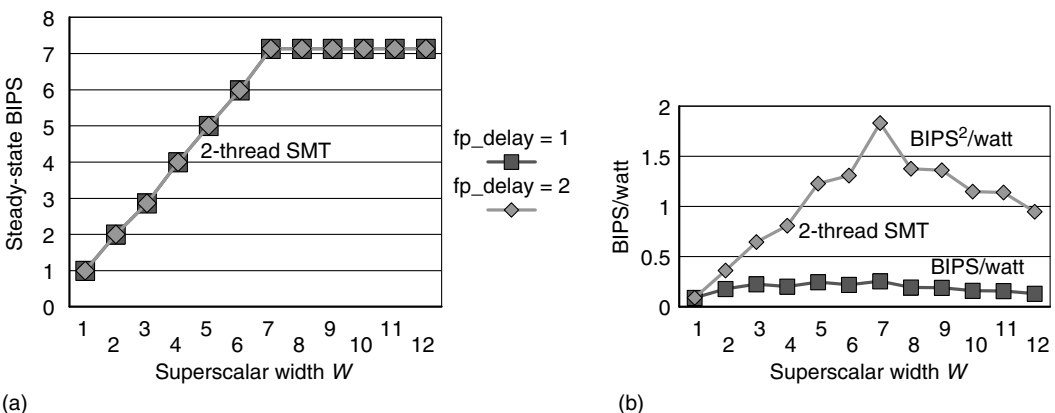 8
7
6
5
4
3
2
1
0
Steady-state BIPS
2-thread SMT
1 3 5 7 9 11
2 4 6 8 10 12
Superscalar width W
(a)
fp_delay = 1
fp_delay = 2
2
1.5
1
0.5
0
BIPS/watt
BIPS²/watt
2-thread SMT
BIPS/watt
1 3 5 7 9 11
2 4 6 8 10 12
Superscalar width W
(b)